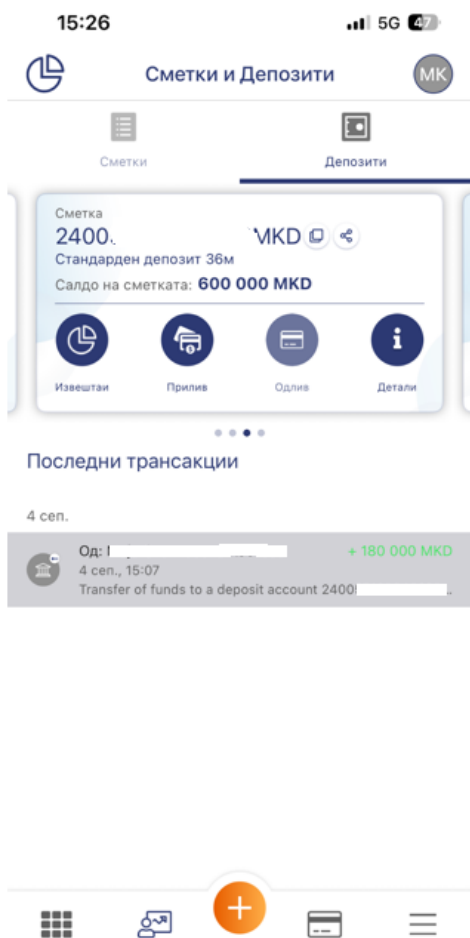 15:26
5G 47
Сметки и Депозити
МК
Сметки
Депозити
Сметка
2400. MKD
Стандарден депозит 36м
Салдо на сметката: 600 000 MKD
Извештаи
Прилив
Одлив
Детали
Последни трансакции
4 сеп.
Од:
+ 180 000 MKD
4 сеп., 15:07
Transfer of funds to a deposit account 2400 ..